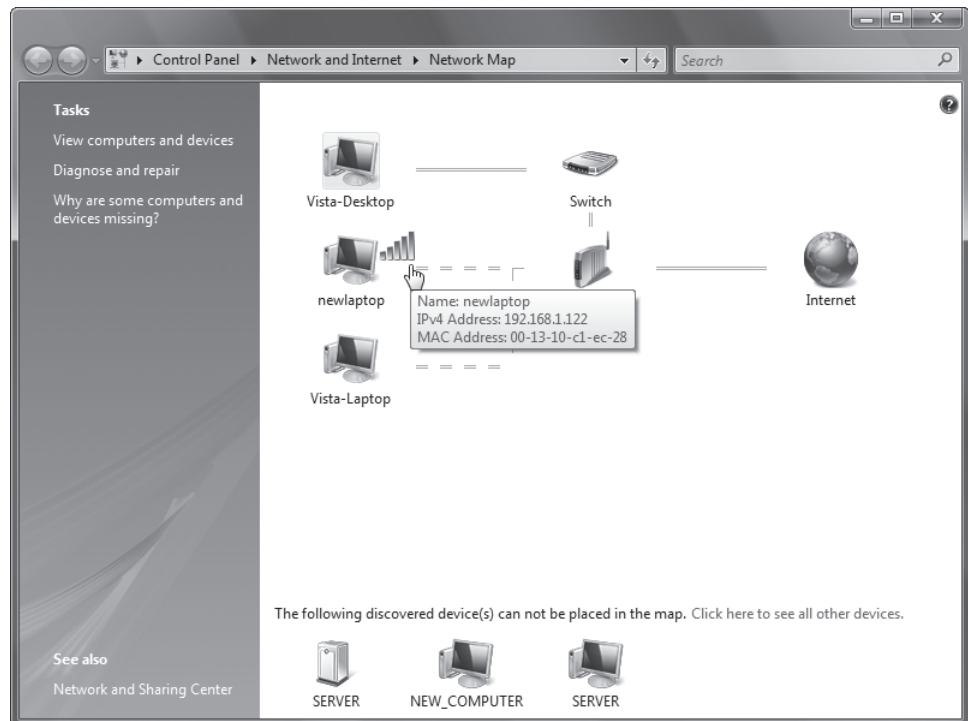 Control Panel
Network and Internet
Network Map
Search
Tasks
View computers and devices
Diagnose and repair
Why are some computers and
devices missing?
Vista-Desktop
Switch
newlaptop
Internet
Name: newlaptop
IPv4 Address: 192.168.1.122
MAC Address: 00-13-10-c1-ec-28
Vista-Laptop
The following discovered device(s) can not be placed in the map. Click here to see all other devices.
SERVER
NEW_COMPUTER
SERVER
See also
Network and Sharing Center